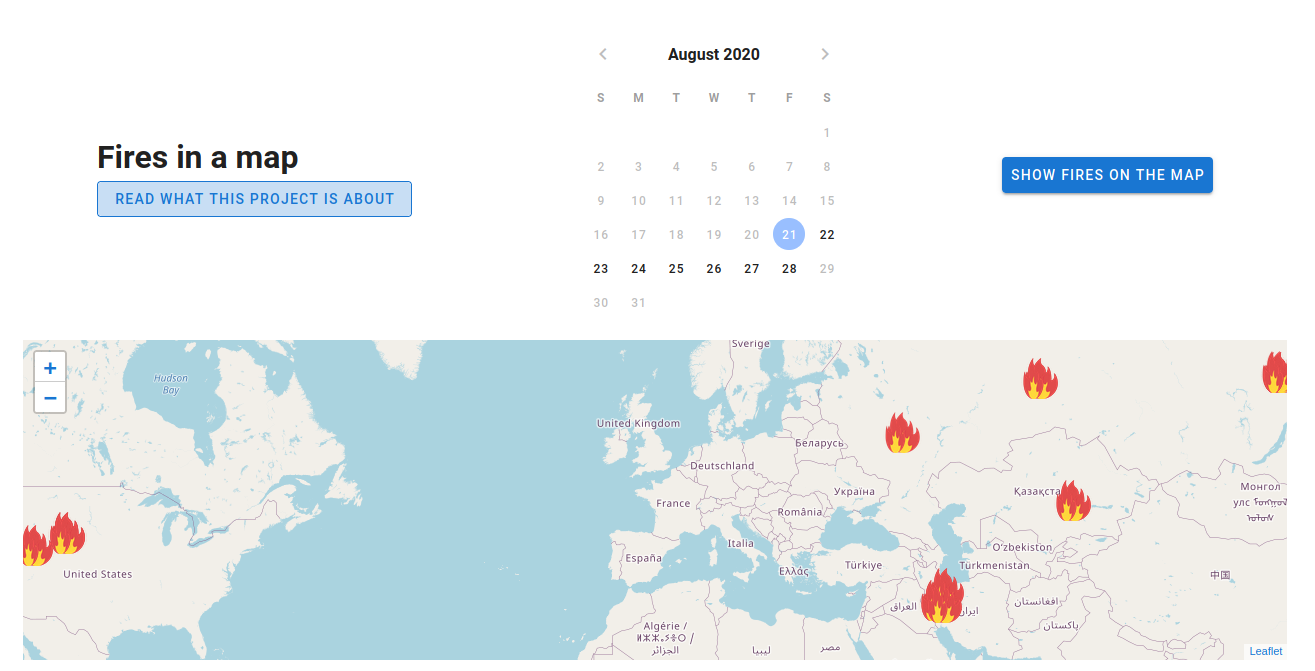 August 2020
S M T W T F S
1
Fires in a map
2 3 4 5 6 7 8
SHOW FIRES ON THE MAP
READ WHAT THIS PROJECT IS ABOUT
9 10 11 12 13 14 15
16 17 18 19 20 21 22
23 24 25 26 27 28 29
30 31
Sverige
+
−
Hudson
Bay
United Kingdom
Беларусь
Deutschland
Україна
Қазақста
Монгол
улс
France
România
Italia
O'zbekiston
España
Ελλάς
Türkiye
Türkmenistan
United States
中国
العراق
ایران
افغانستان
پاکستان
Algérie /
ⵍⵣⵣⴰⵢⴻⵔ /
الجزائر
ليبيا
مصر
Leaflet